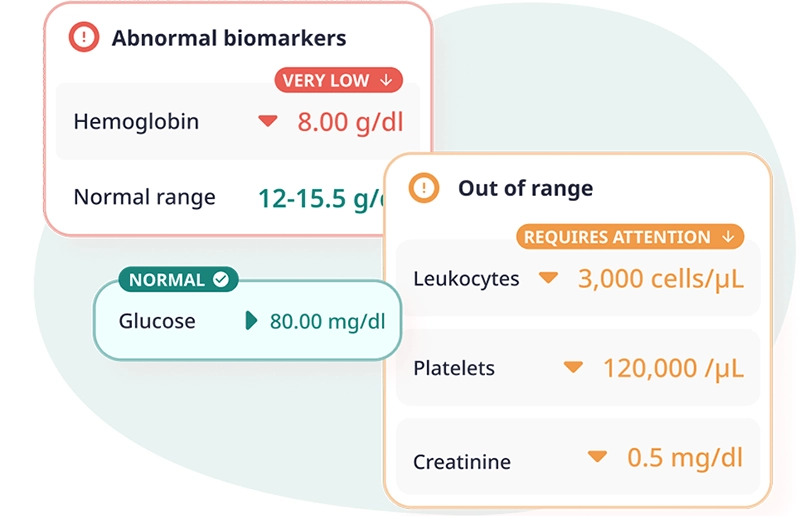 Abnormal biomarkers
VERY LOW ↓
Hemoglobin 8.00 g/dl
Normal range 12-15.5 g/
NORMAL
Glucose 80.00 mg/dl
Out of range
REQUIRES ATTENTION ↓
Leukocytes 3,000 cells/µL
Platelets 120,000 /µL
Creatinine 0.5 mg/dl